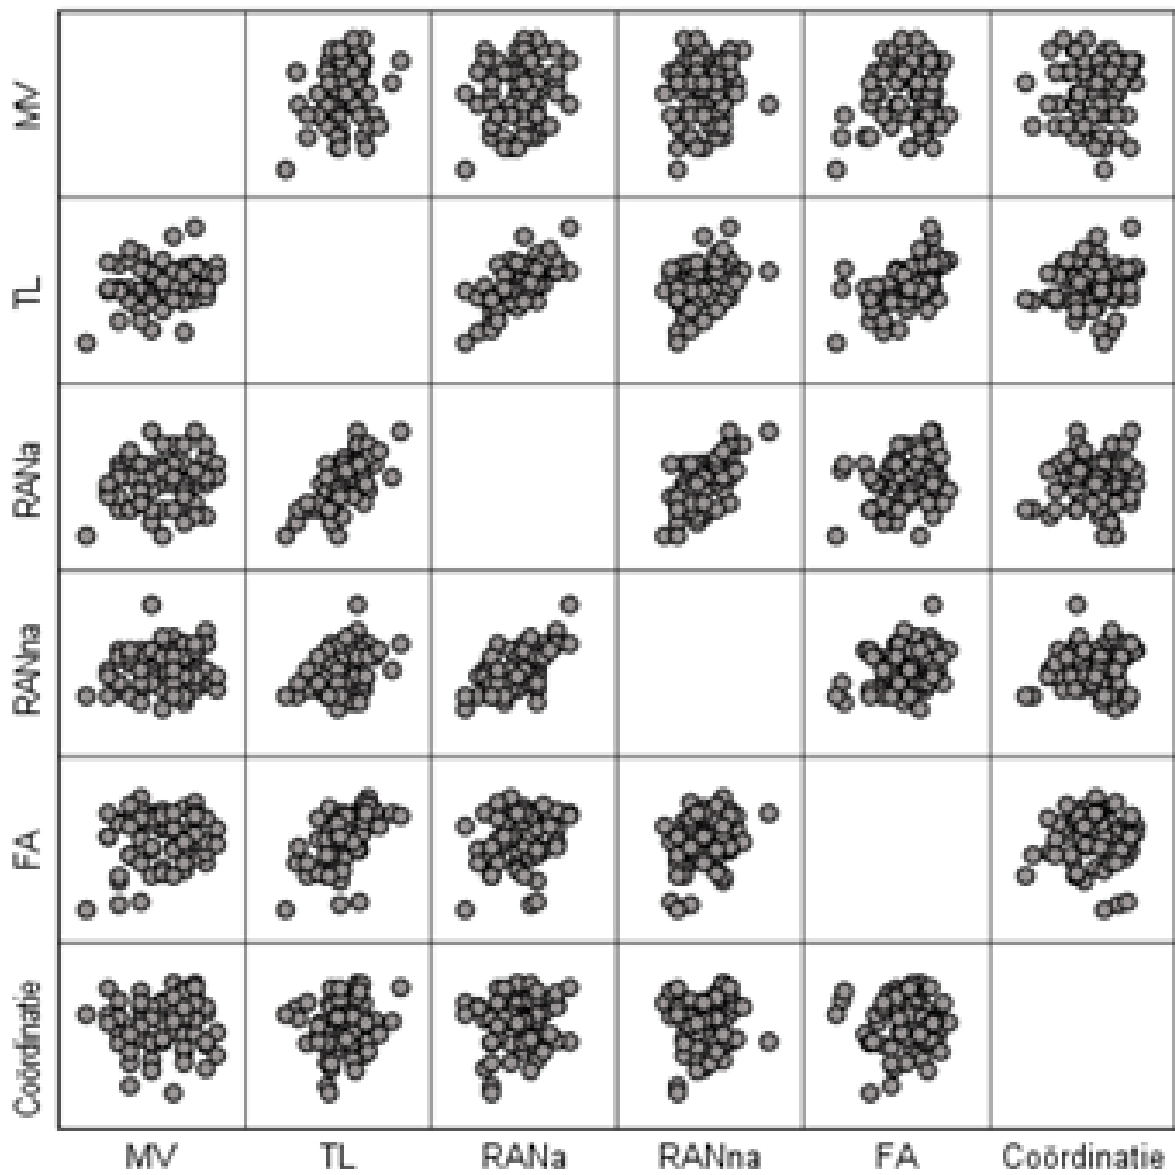 MV
TL
RANa
RANna
FA
Coördinatie
MV TL RANa RANna FA Coördinatie